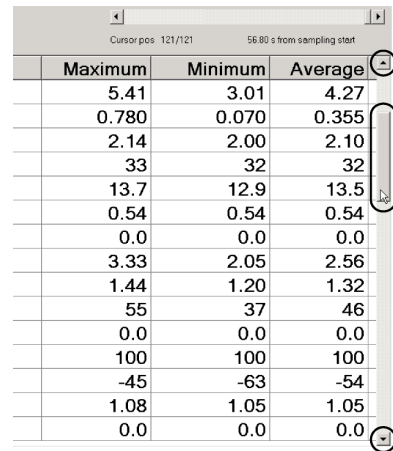 Cursor pos 121/121 56.80 s from sampling start
Maximum Minimum Average
5.41 3.01 4.27
0.780 0.070 0.355
2.14 2.00 2.10
33 32 32
13.7 12.9 13.5
0.54 0.54 0.54
0.0 0.0 0.0
3.33 2.05 2.56
1.44 1.20 1.32
55 37 46
0.0 0.0 0.0
100 100 100
-45 -63 -54
1.08 1.05 1.05
0.0 0.0 0.0